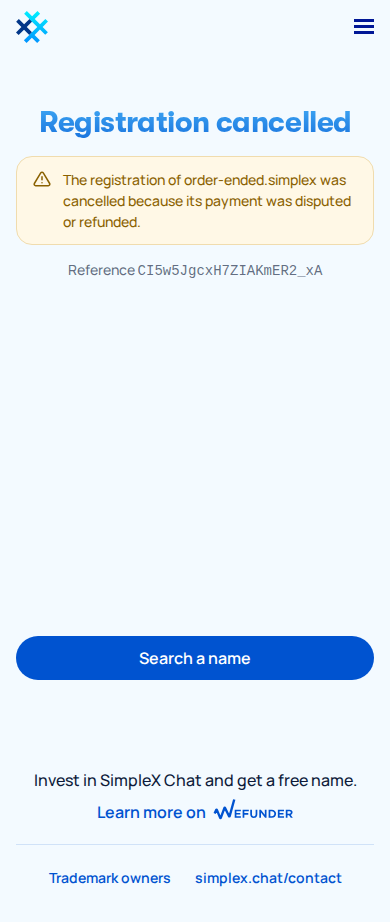 Registration cancelled
The registration of order-ended.simplex was
cancelled because its payment was disputed
or refunded.
Reference CI5w5JgcxH7ZIAKmER2_xA
Search a name
Invest in SimpleX Chat and get a free name.
Learn more on WEFUNDER
Trademark owners simplex.chat/contact